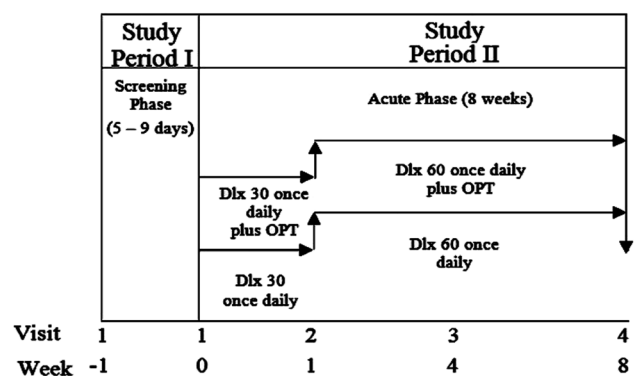 Study
Period I
Study
Period II
Screening
Phase
(5 – 9 days)
Acute Phase (8 weeks)
Dlx 30 once
daily
plus OPT
Dlx 60 once daily
plus OPT
Dlx 30
once daily
Dlx 60 once
daily
Visit 1 1 2 3 4
Week -1 0 1 4 8